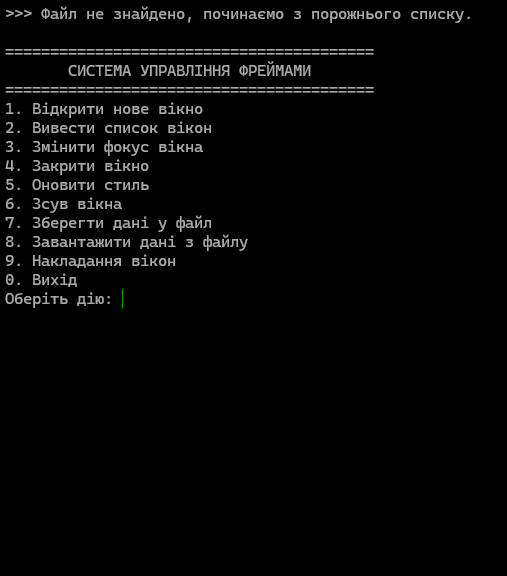 >>> Файл не знайдено, починаємо з порожнього списку.
=========================================
СИСТЕМА УПРАВЛІННЯ ФРЕЙМАМИ
=========================================
1. Відкрити нове вікно
2. Вивести список вікон
3. Змінити фокус вікна
4. Закрити вікно
5. Оновити стиль
6. Зсув вікна
7. Зберегти дані у файл
8. Завантажити дані з файлу
9. Накладання вікон
0. Вихід
Оберіть дію: